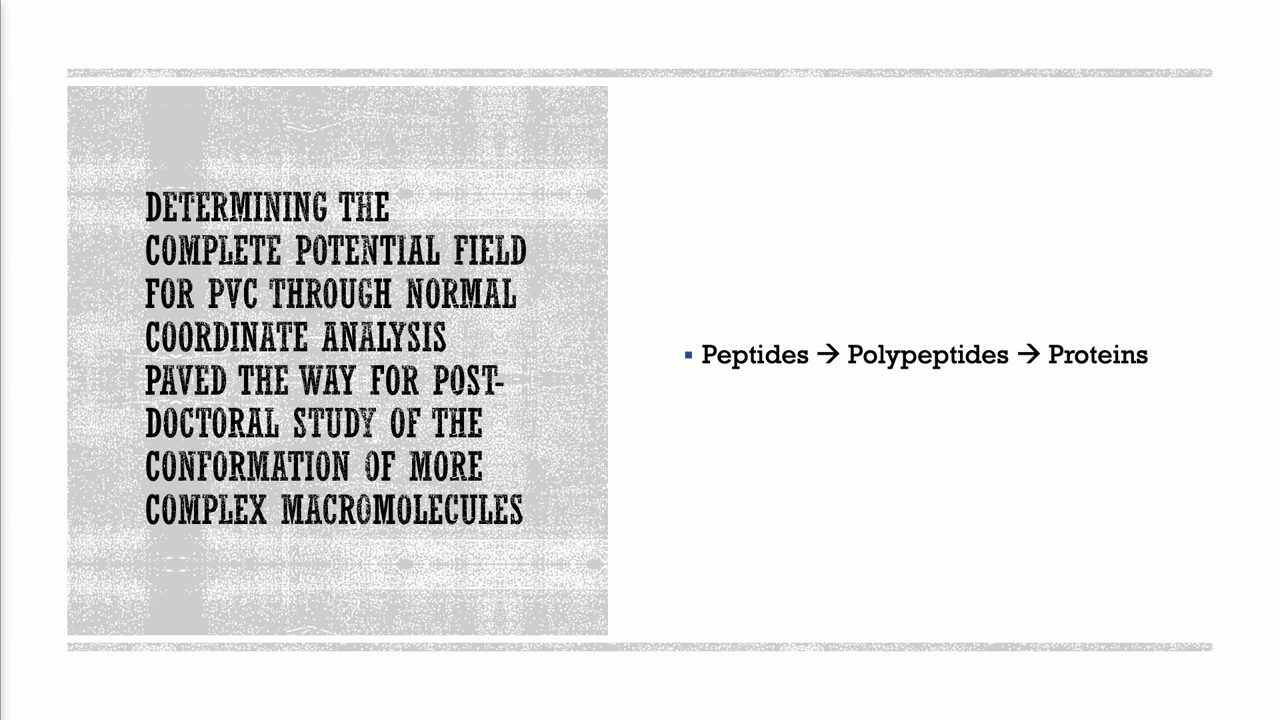 DETERMINING THE
COMPLETE POTENTIAL FIELD
FOR PVC THROUGH NORMAL
COORDINATE ANALYSIS
PAVED THE WAY FOR POST-
DOCTORAL STUDY OF THE
CONFORMATION OF MORE
COMPLEX MACROMOLECULES
▪ Peptides → Polypeptides → Proteins